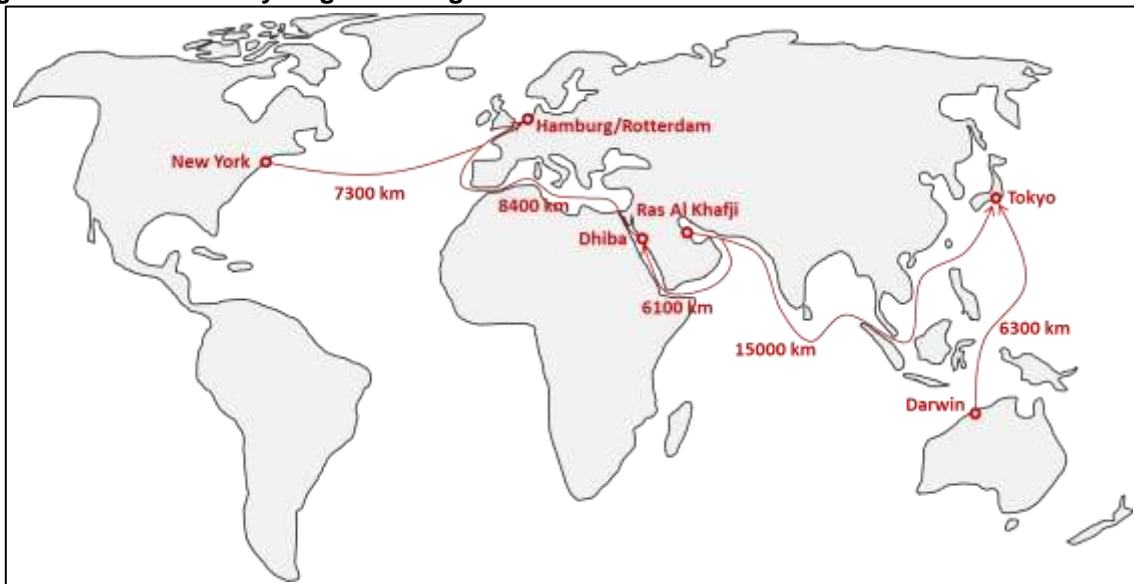 Hamburg/Rotterdam
New York
7300 km
8400 km
Ras Al Khafji
Tokyo
Dhiba
6100 km
15000 km
6300 km
Darwin